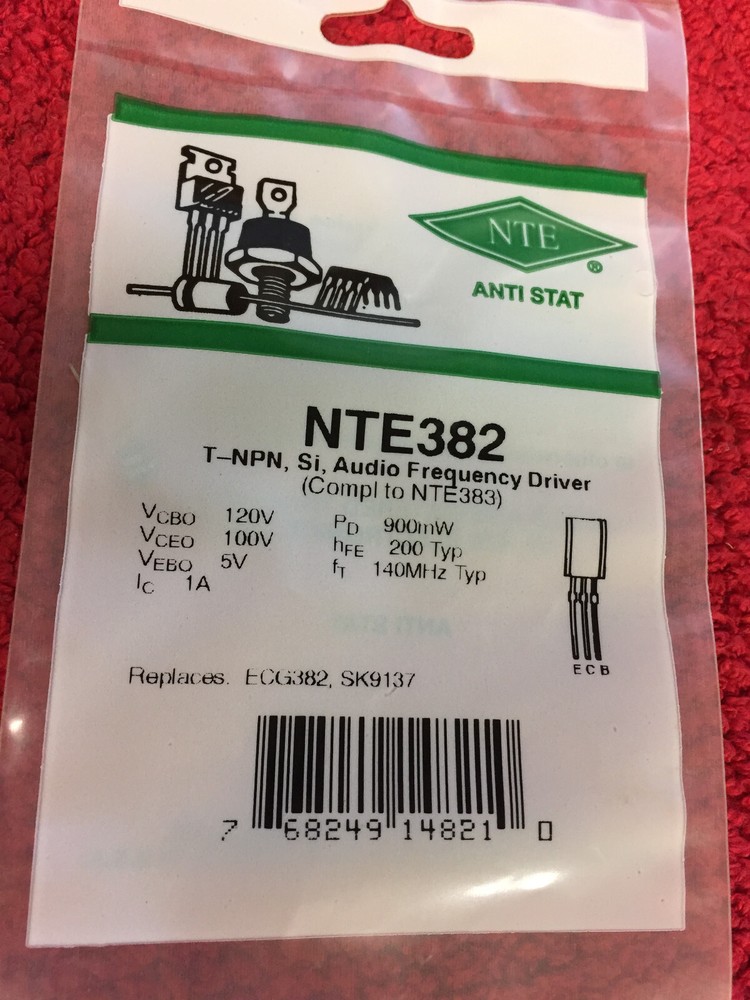 NTE
®
ANTI STAT
NTE382
T-NPN, Si, Audio Frequency Driver
(Compl to NTE383)
VCBO 120V PD 900mW
VCEO 100V hFE 200 Typ
VEBO 5V fT 140MHz Typ
IC 1A
E C B
Replaces. ECG382, SK9137
7 68249 14821 0